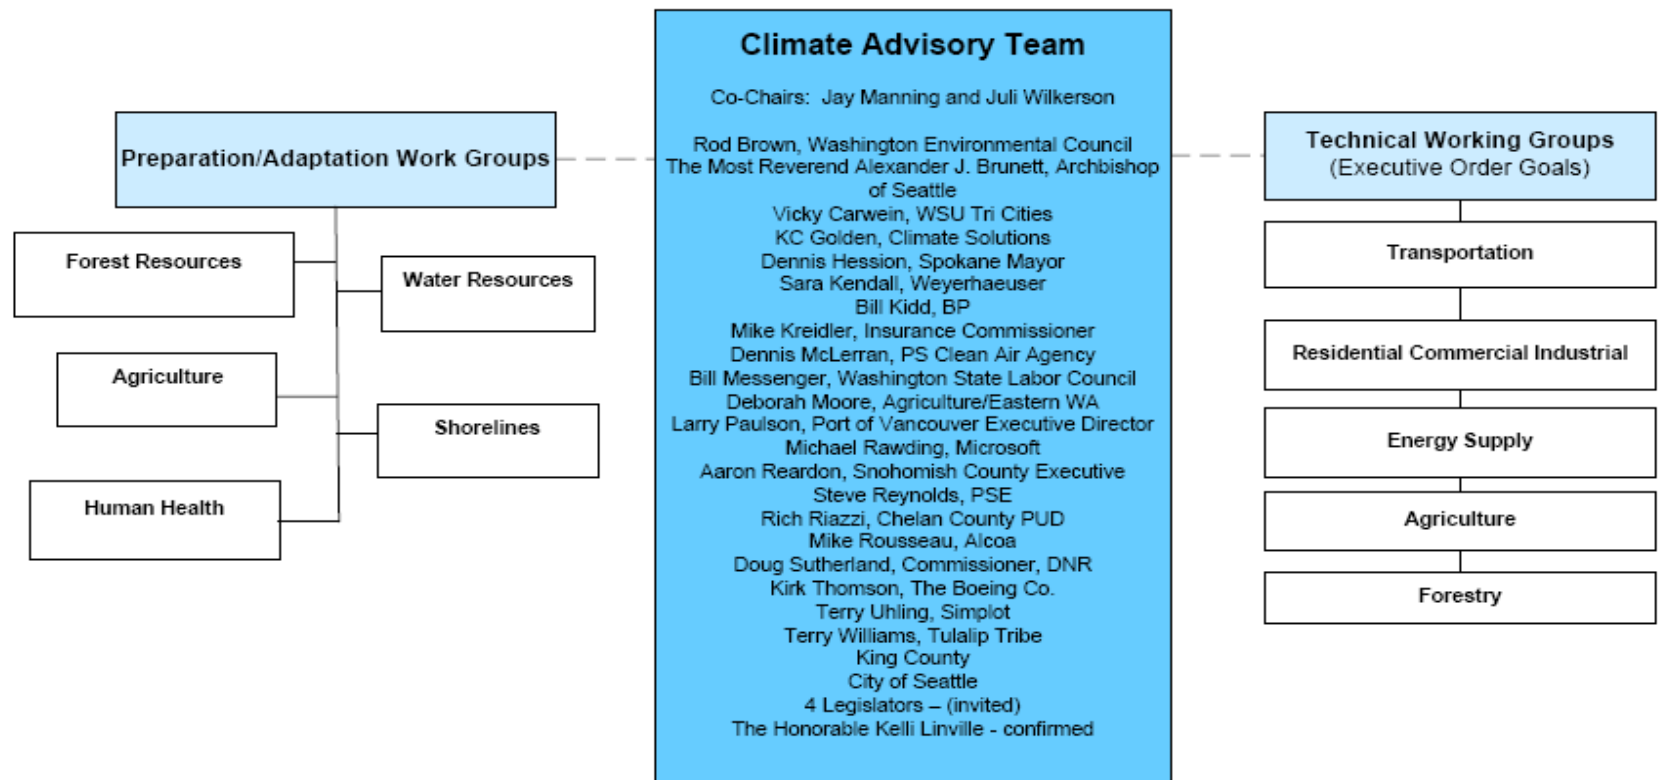 Climate Advisory Team
Co-Chairs: Jay Manning and Juli Wilkerson
Rod Brown, Washington Environmental Council
The Most Reverend Alexander J. Brunett, Archbishop
of Seattle
Vicky Carwein, WSU Tri Cities
KC Golden, Climate Solutions
Dennis Hession, Spokane Mayor
Sara Kendall, Weyerhaeuser
Bill Kidd, BP
Mike Kreidler, Insurance Commissioner
Dennis McLerran, PS Clean Air Agency
Bill Messenger, Washington State Labor Council
Deborah Moore, Agriculture/Eastern WA
Larry Paulson, Port of Vancouver Executive Director
Michael Rawding, Microsoft
Aaron Reardon, Snohomish County Executive
Steve Reynolds, PSE
Rich Riazzi, Chelan County PUD
Mike Rousseau, Alcoa
Doug Sutherland, Commissioner, DNR
Kirk Thomson, The Boeing Co.
Terry Uhling, Simplot
Terry Williams, Tulalip Tribe
King County
City of Seattle
4 Legislators – (invited)
The Honorable Kelli Linville - confirmed
Preparation/Adaptation Work Groups
Forest Resources
Water Resources
Agriculture
Shorelines
Human Health
Technical Working Groups
(Executive Order Goals)
Transportation
Residential Commercial Industrial
Energy Supply
Agriculture
Forestry